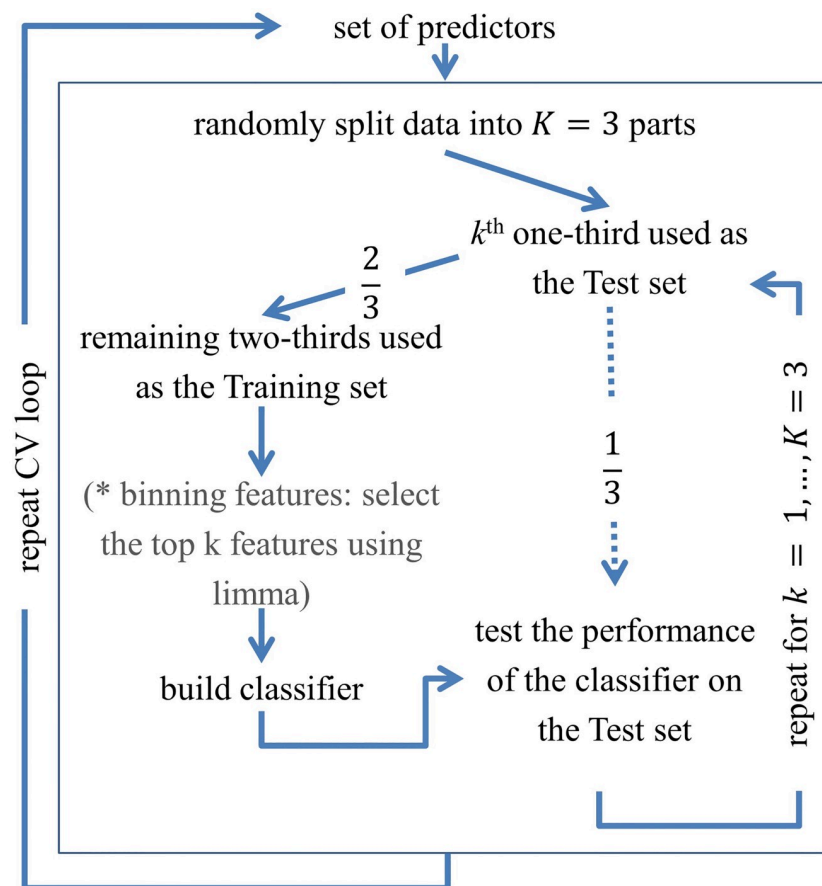 set of predictors
randomly split data into K = 3 parts
kth one-third used as
the Test set
2
3
remaining two-thirds used
as the Training set
(* binning features: select
the top k features using
limma)
build classifier
1
3
test the performance
of the classifier on
the Test set
repeat for k = 1, ..., K = 3
repeat CV loop